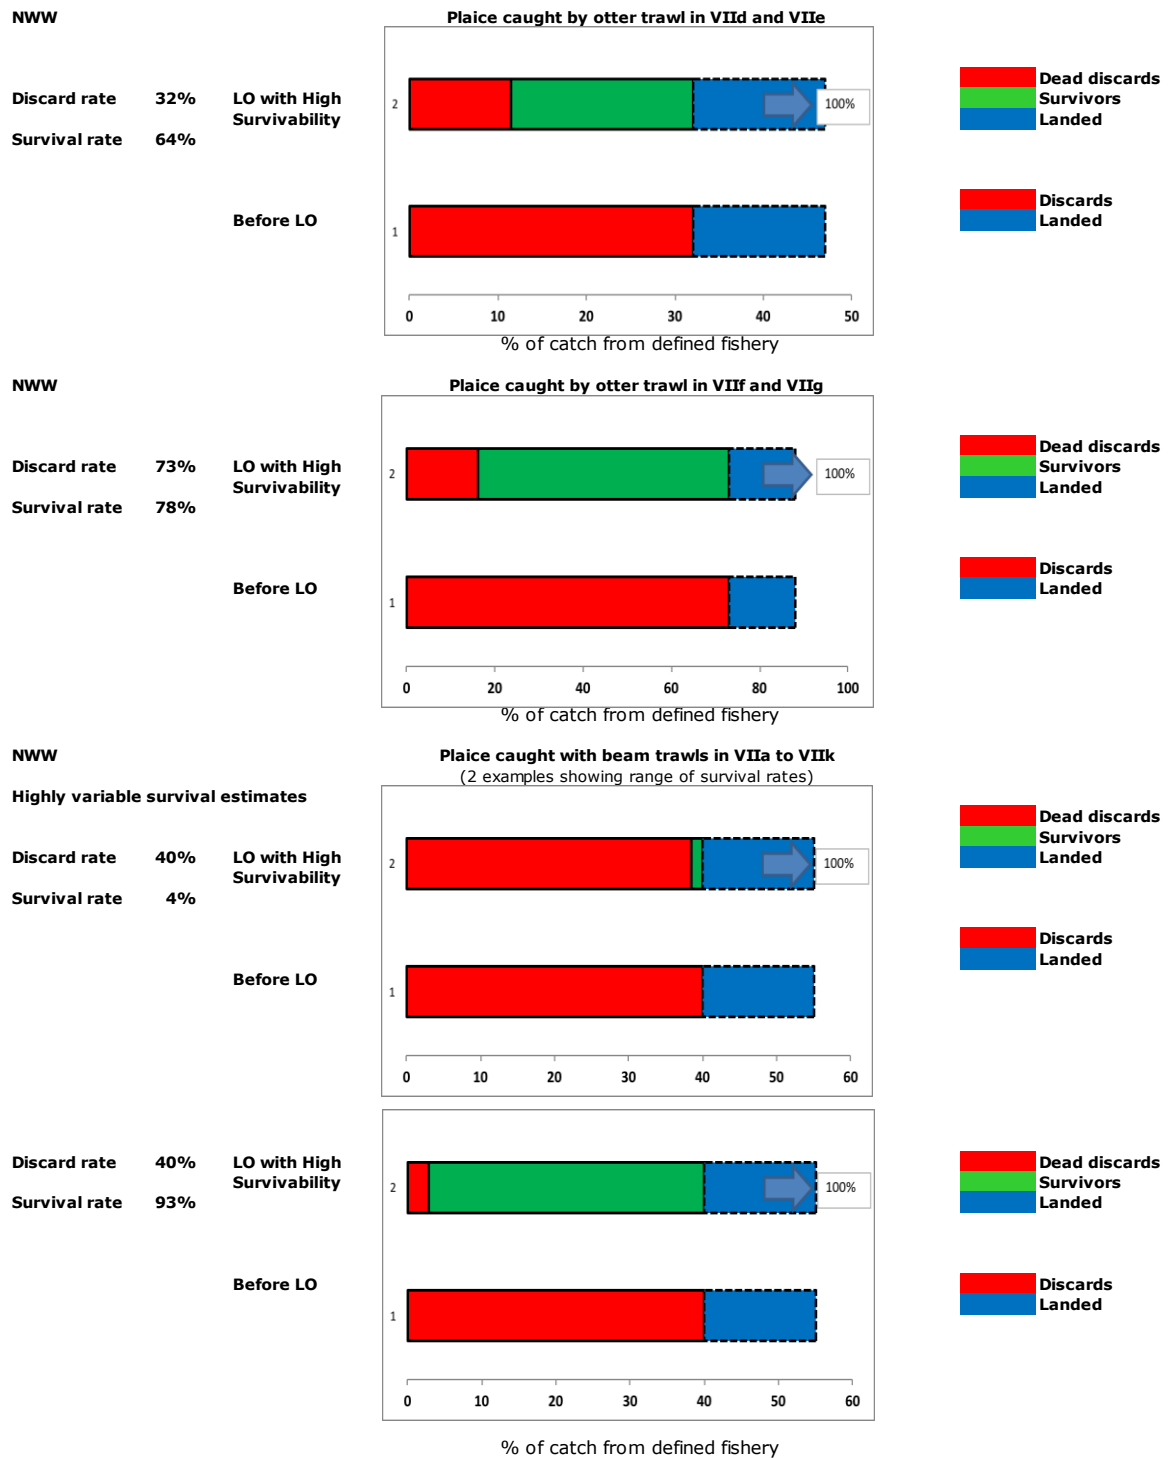 NWW
Plaice caught by otter trawl in VIId and VIIe
Discard rate 32% LO with High
Survivability
Survival rate 64%
2
100%
Dead discards
Survivors
Landed
Before LO
1
Discards
Landed
0 10 20 30 40 50
% of catch from defined fishery
NWW
Plaice caught by otter trawl in VIIf and VIIg
Discard rate 73% LO with High
Survivability
Survival rate 78%
2
100%
Dead discards
Survivors
Landed
Before LO
1
Discards
Landed
0 20 40 60 80 100
% of catch from defined fishery
NWW
Plaice caught with beam trawls in VIIa to VIIk
(2 examples showing range of survival rates)
Highly variable survival estimates
Discard rate 40% LO with High
Survivability
Survival rate 4%
2
100%
Dead discards
Survivors
Landed
Before LO
1
Discards
Landed
0 10 20 30 40 50 60
Discard rate 40% LO with High
Survivability
Survival rate 93%
2
100%
Dead discards
Survivors
Landed
Before LO
1
Discards
Landed
0 10 20 30 40 50 60
% of catch from defined fishery